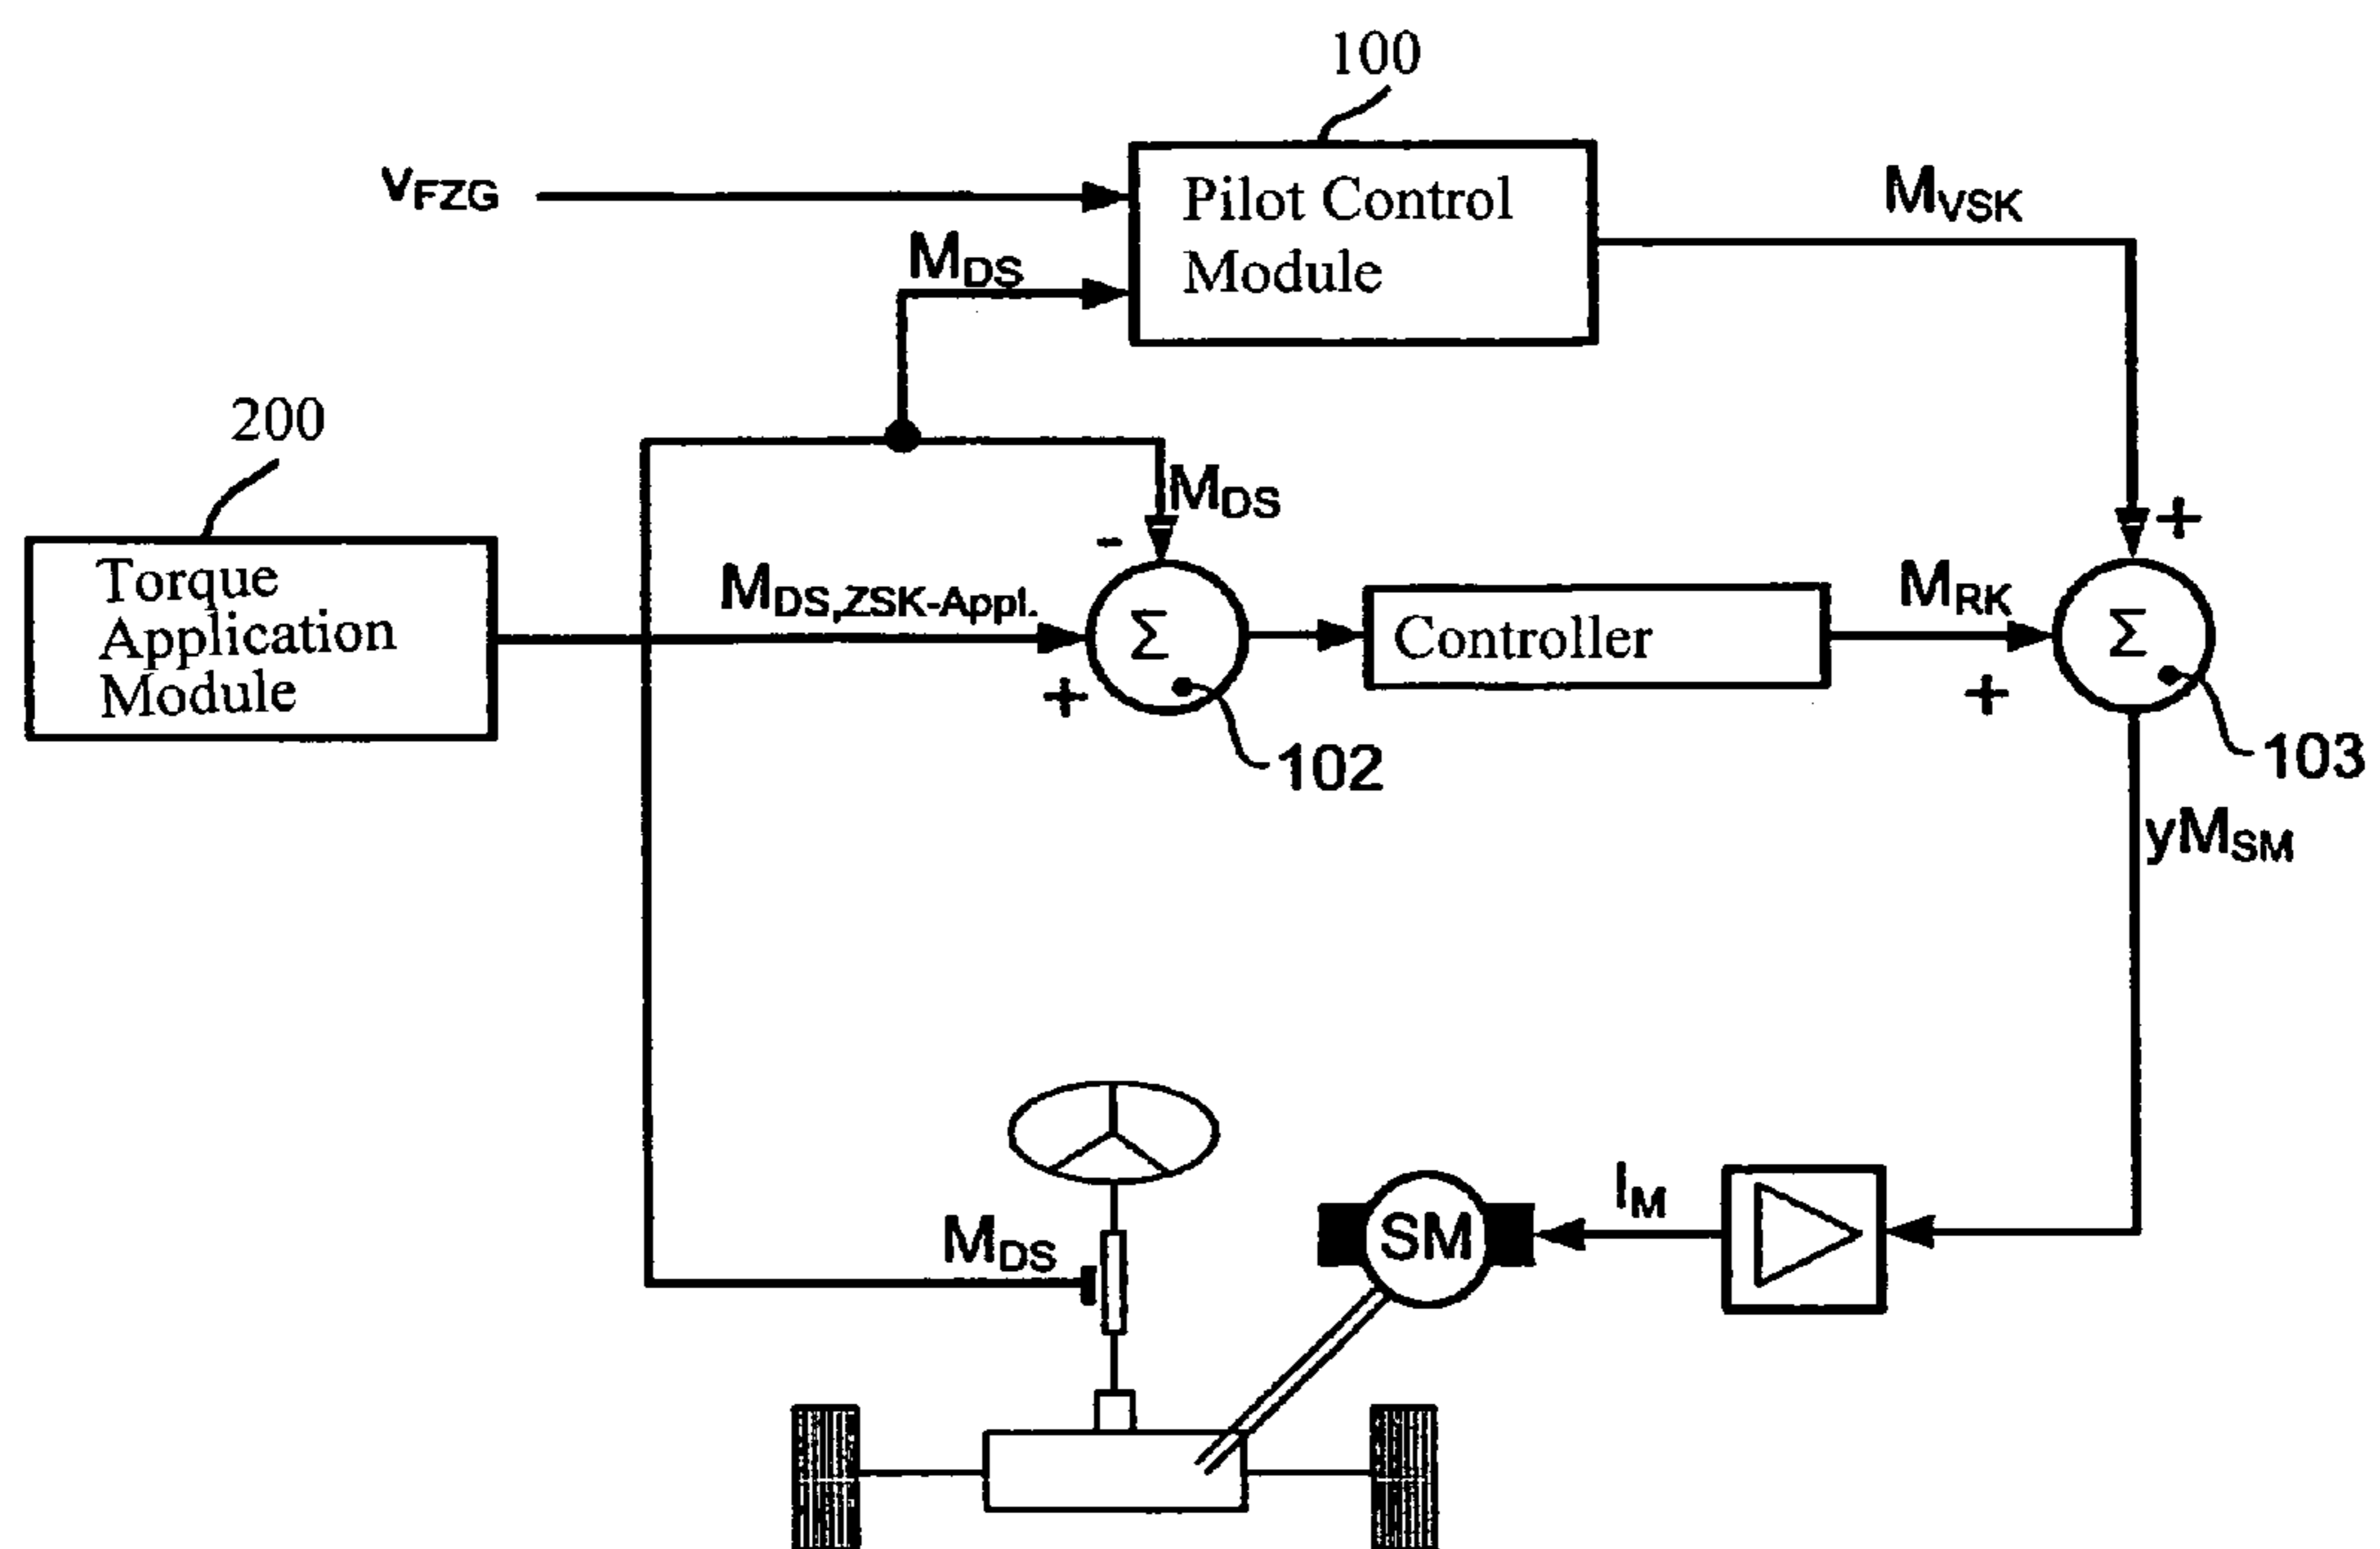 100
VFZG
Pilot Control
Module
MVSK
MDS
200
MDS
Torque
Application
Module
MDS,ZSK-Appl.
-
+
Σ
102
Controller
MRK
+
+
Σ
103
yMSM
MDS
SM
IM